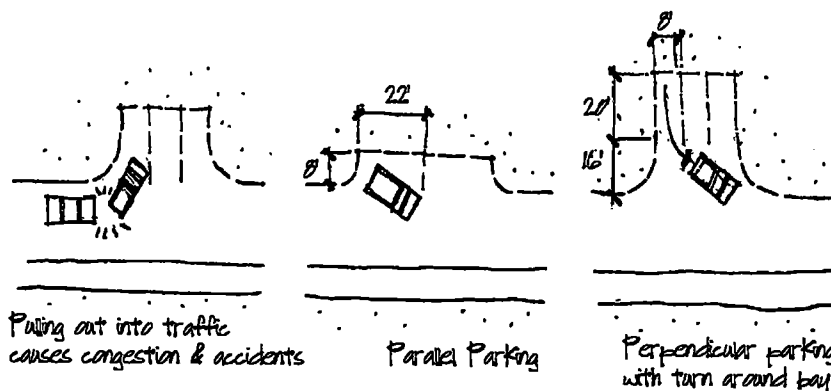 8'
22'
20'
8'
16'
Pulling out into traffic
causes congestion & accidents
Parallel Parking
Perpendicular parking
with turn around bay